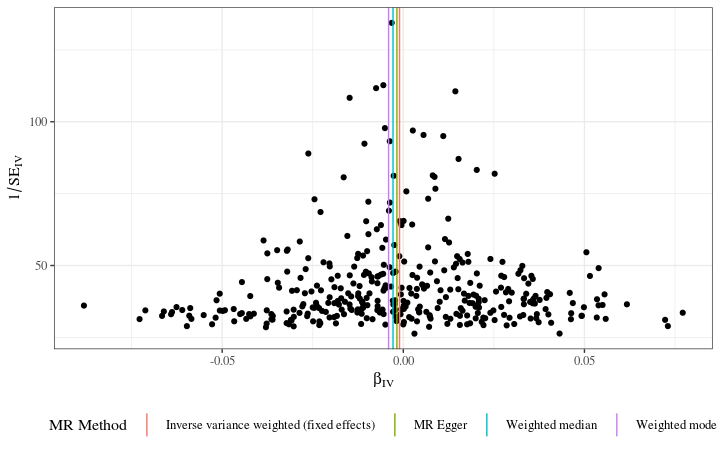 1/SE_IV
100
50
-0.05
0.00
0.05
β_IV
MR Method
Inverse variance weighted (fixed effects)
MR Egger
Weighted median
Weighted mode